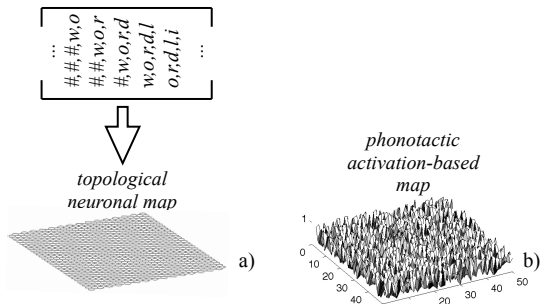 ...
#,#,#,w,o
#,#,w,o,r
#,w,o,r,d
w,o,r,d,l
o,r,d,l,i
...
topological
neuronal map
a)
phonotactic
activation-based
map
1
0
10
20
30
40
20
30
40
50
b)